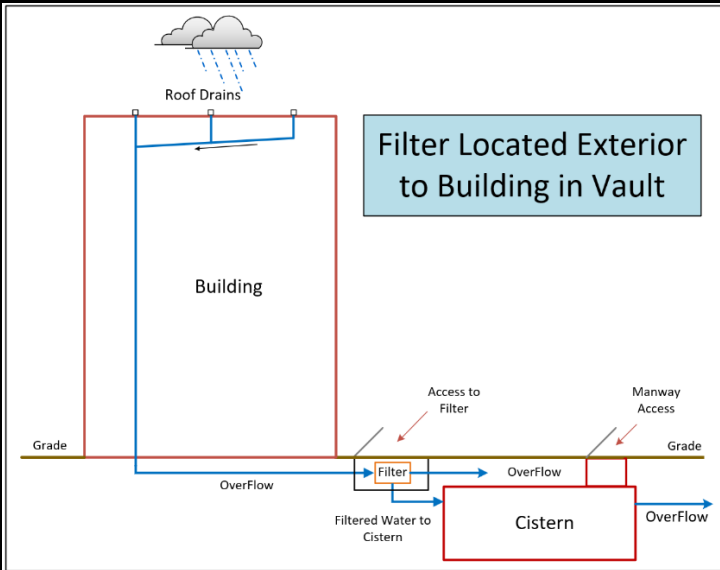 Roof Drains
Filter Located Exterior
to Building in Vault
Building
Access to
Filter
Manway
Access
Grade
Grade
OverFlow
Filter
OverFlow
Filtered Water to
Cistern
Cistern
OverFlow